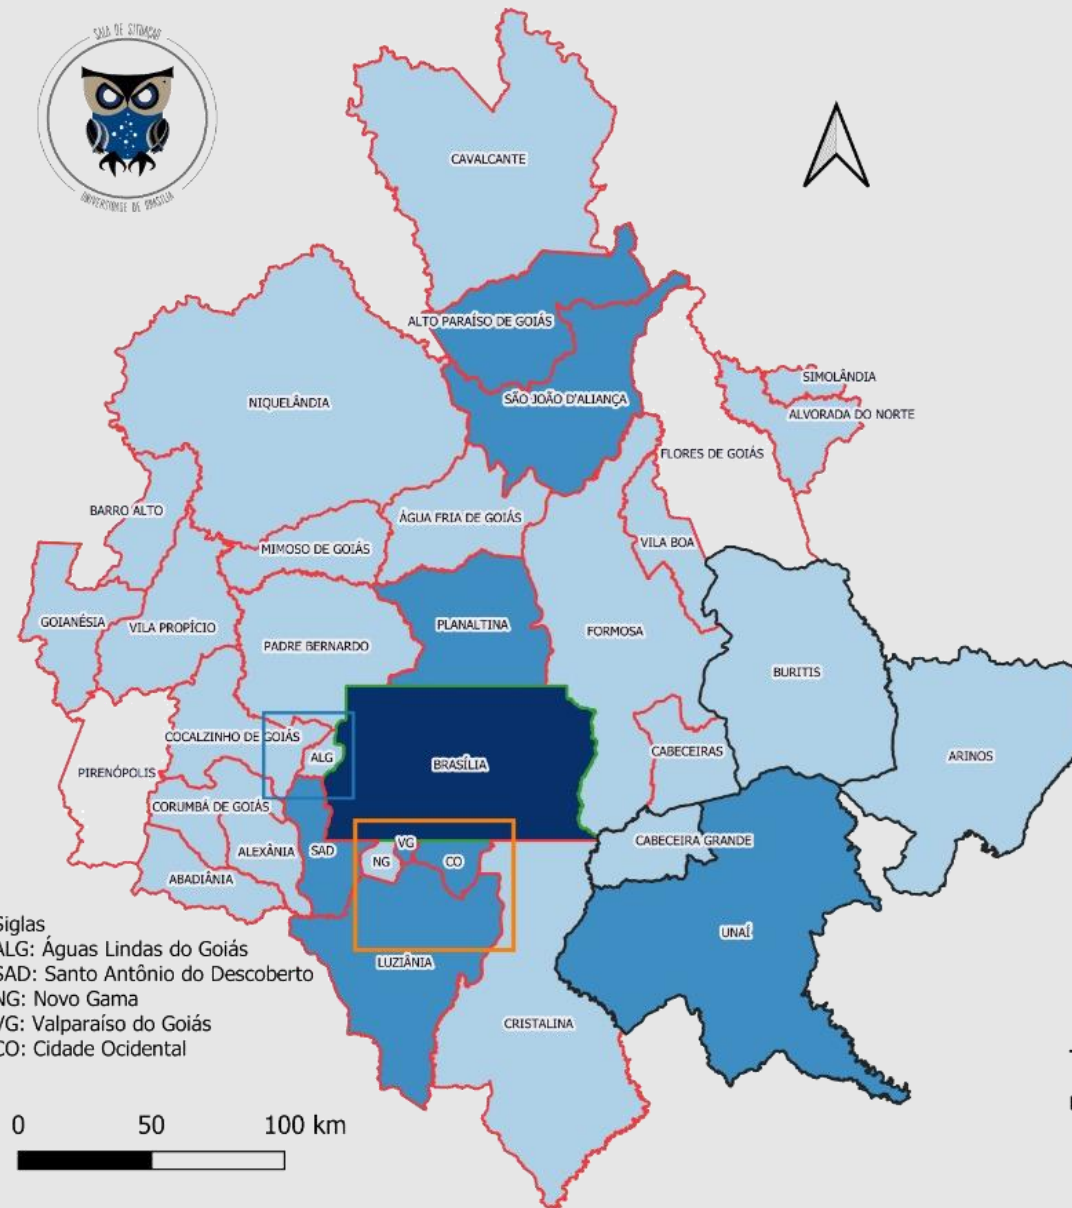 SALA DE SITUAÇÃO
UNIVERSIDADE DE BRASÍLIA
CAVALCANTE
ALTO PARAÍSO DE GOIÁS
SIMOLÂNDIA
NIQUELÂNDIA
SÃO JOÃO D'ALIANÇA
ALVORADA DO NORTE
FLORES DE GOIÁS
BARRO ALTO
ÁGUA FRIA DE GOIÁS
MIMOSO DE GOIÁS
VILA BOA
GOIANÉSIA
VILA PROPÍCIO
PLANALTINA
FORMOSA
PADRE BERNARDO
BURITIS
COCALZINHO DE GOIÁS
CABECEIRAS
ARINOS
ALG
BRASÍLIA
PIRENÓPOLIS
CORUMBÁ DE GOIÁS
CABECEIRA GRANDE
VG
ALEXÂNIA
SAD
NG
CO
ABADIÂNIA
UNAÍ
LUZIÂNIA
CRISTALINA
Siglas
ALG: Águas Lindas do Goiás
SAD: Santo Antônio do Descoberto
NG: Novo Gama
VG: Valparaíso do Goiás
CO: Cidade Ocidental
0 50 100 km